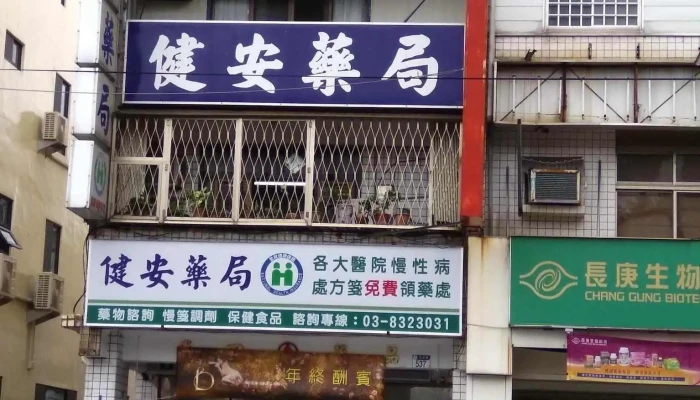 健安藥局
藥局
健安藥局
各大醫院慢性病
處方箋免費領藥處
藥物諮詢 慢箋調劑 保健食品 諮詢專線：03-8323031
年終酬賓
537
長庚生物
CHANG GUNG BIOTE